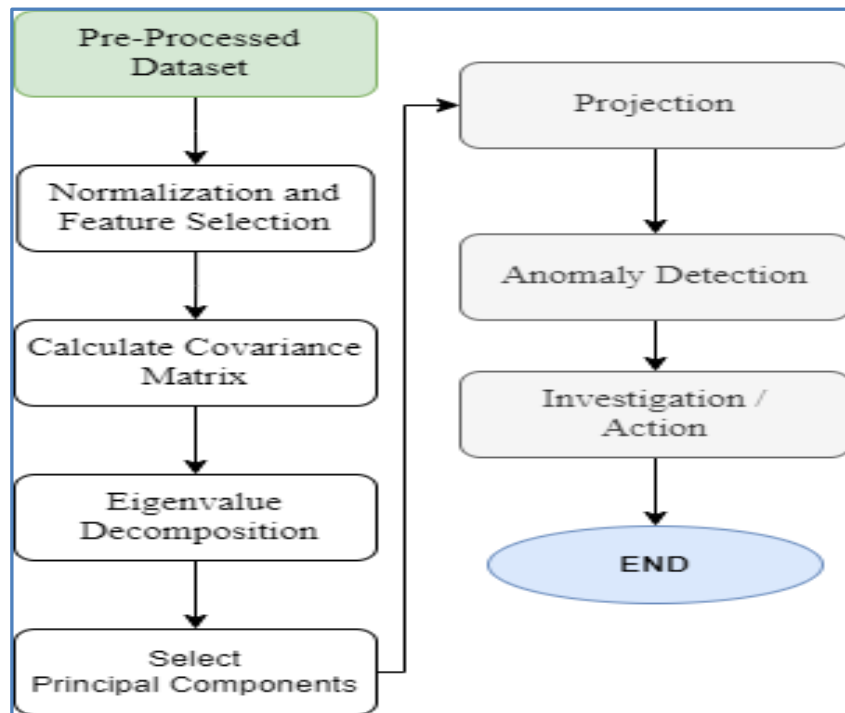 Pre-Processed
Dataset
Normalization and
Feature Selection
Calculate Covariance
Matrix
Eigenvalue
Decomposition
Select
Principal Components
Projection
Anomaly Detection
Investigation /
Action
END